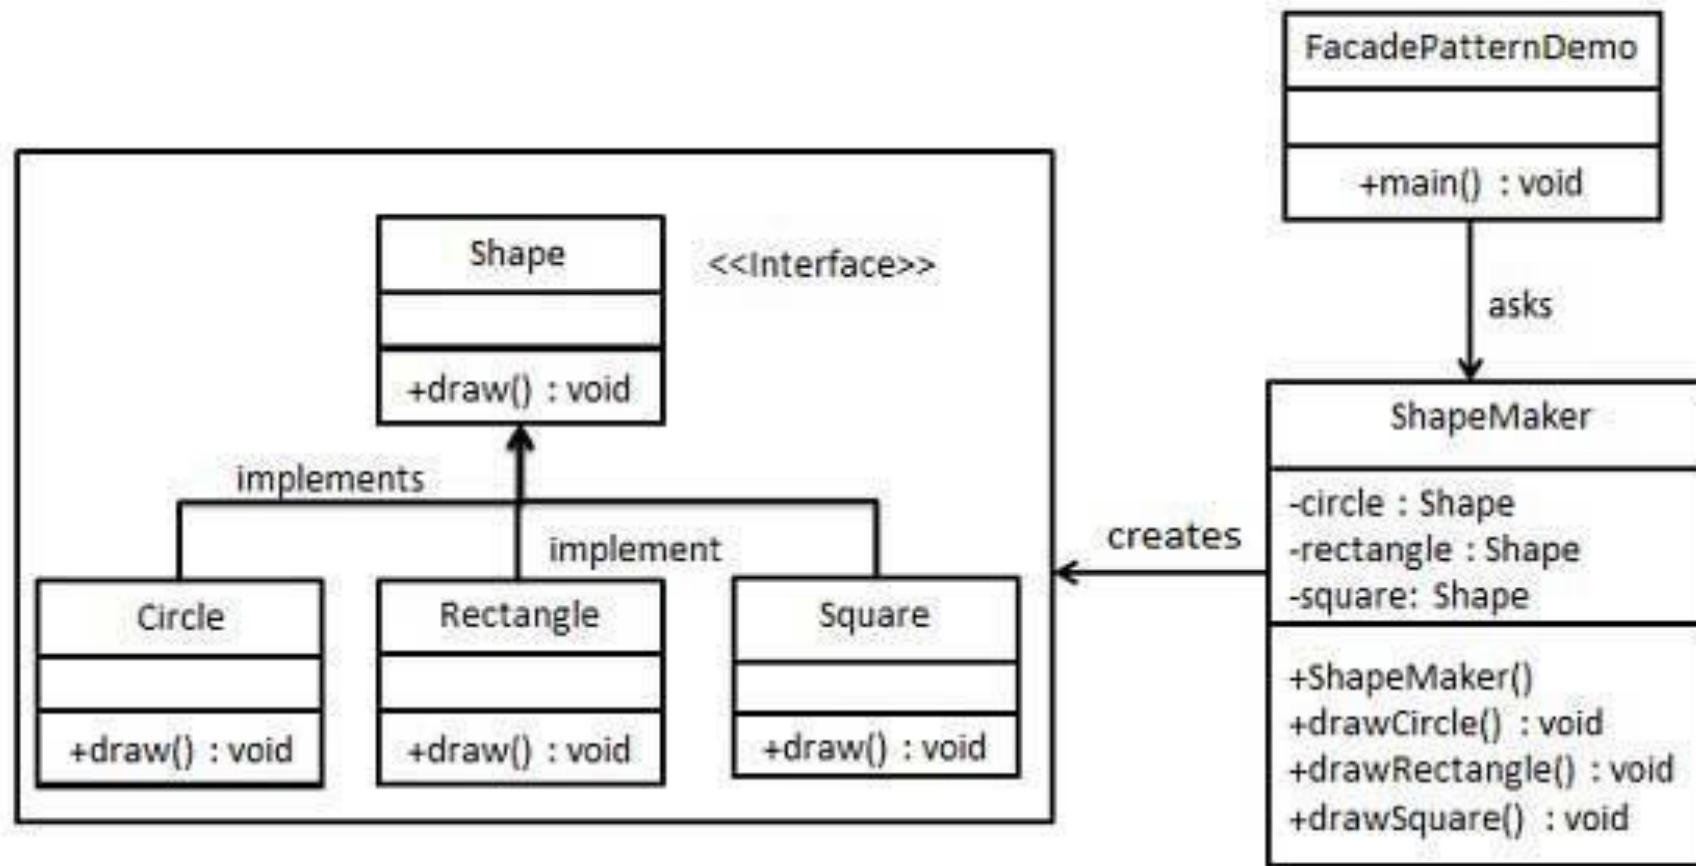 FacadePatternDemo
+main() : void
asks
Shape
<<Interface>>
+draw() : void
implements
implement
Circle
+draw() : void
Rectangle
+draw() : void
Square
+draw() : void
creates
ShapeMaker
-circle : Shape
-rectangle : Shape
-square: Shape
+ShapeMaker()
+drawCircle() : void
+drawRectangle() : void
+drawSquare() : void